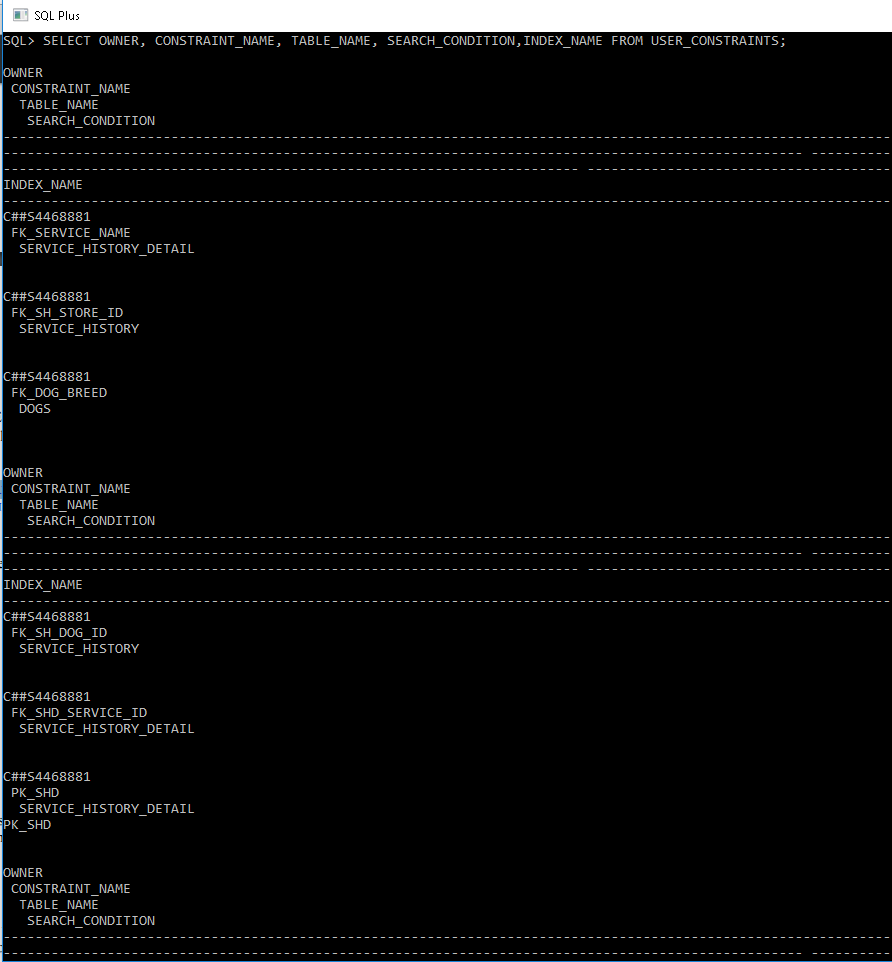 SQL Plus
SQL> SELECT OWNER, CONSTRAINT_NAME, TABLE_NAME, SEARCH_CONDITION,INDEX_NAME FROM USER_CONSTRAINTS;
OWNER
CONSTRAINT_NAME
TABLE_NAME
SEARCH_CONDITION
--------------------------------------------------------------------------------------------------------------- 
---------------------------------------------------------------------------------------------------- ----------
------------------------------------------------------------------------ --------------------------------------
INDEX_NAME
---------------------------------------------------------------------------------------------------------------
C##S4468881
FK_SERVICE_NAME
SERVICE_HISTORY_DETAIL
C##S4468881
FK_SH_STORE_ID
SERVICE_HISTORY
C##S4468881
FK_DOG_BREED
DOGS
OWNER
CONSTRAINT_NAME
TABLE_NAME
SEARCH_CONDITION
---------------------------------------------------------------------------------------------------------------
---------------------------------------------------------------------------------------------------- ----------
------------------------------------------------------------------------ --------------------------------------
INDEX_NAME
---------------------------------------------------------------------------------------------------------------
C##S4468881
FK_SH_DOG_ID
SERVICE_HISTORY
C##S4468881
FK_SHD_SERVICE_ID
SERVICE_HISTORY_DETAIL
C##S4468881
PK_SHD
SERVICE_HISTORY_DETAIL
PK_SHD
OWNER
CONSTRAINT_NAME
TABLE_NAME
SEARCH_CONDITION
---------------------------------------------------------------------------------------------------------------
---------------------------------------------------------------------------------------------------- ----------